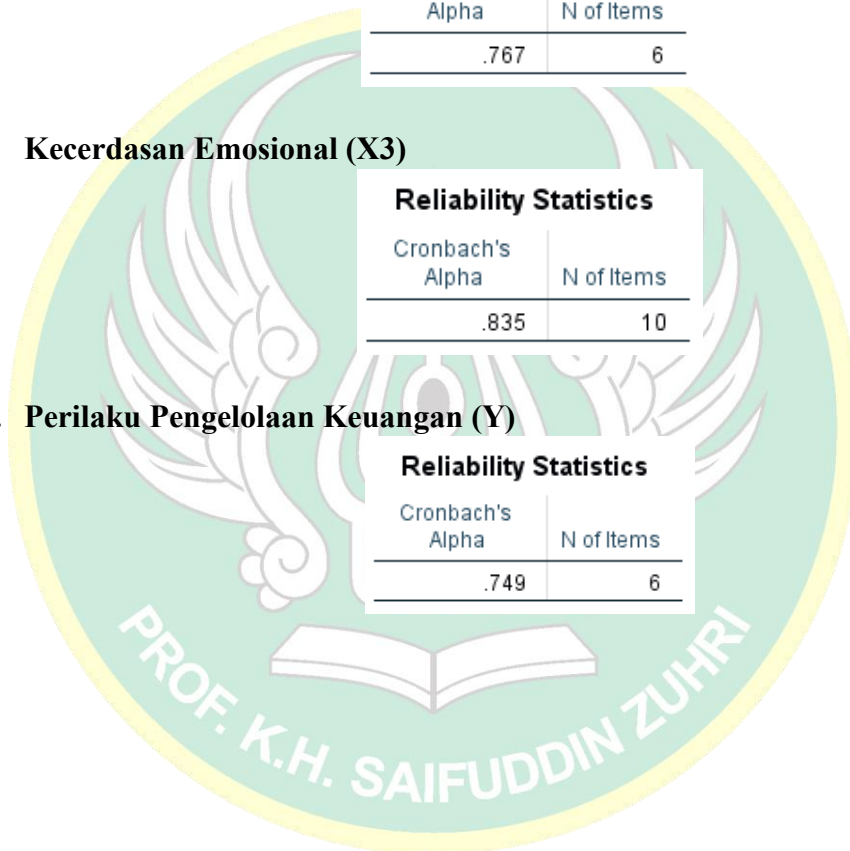 Alpha N of Items
.767 6
Kecerdasan Emosional (X3)
Reliability Statistics
Cronbach's
Alpha N of Items
.835 10
. Perilaku Pengelolaan Keuangan (Y)
Reliability Statistics
Cronbach's
Alpha N of Items
.749 6
PROF. K.H. SAIFUDDIN ZUHRI